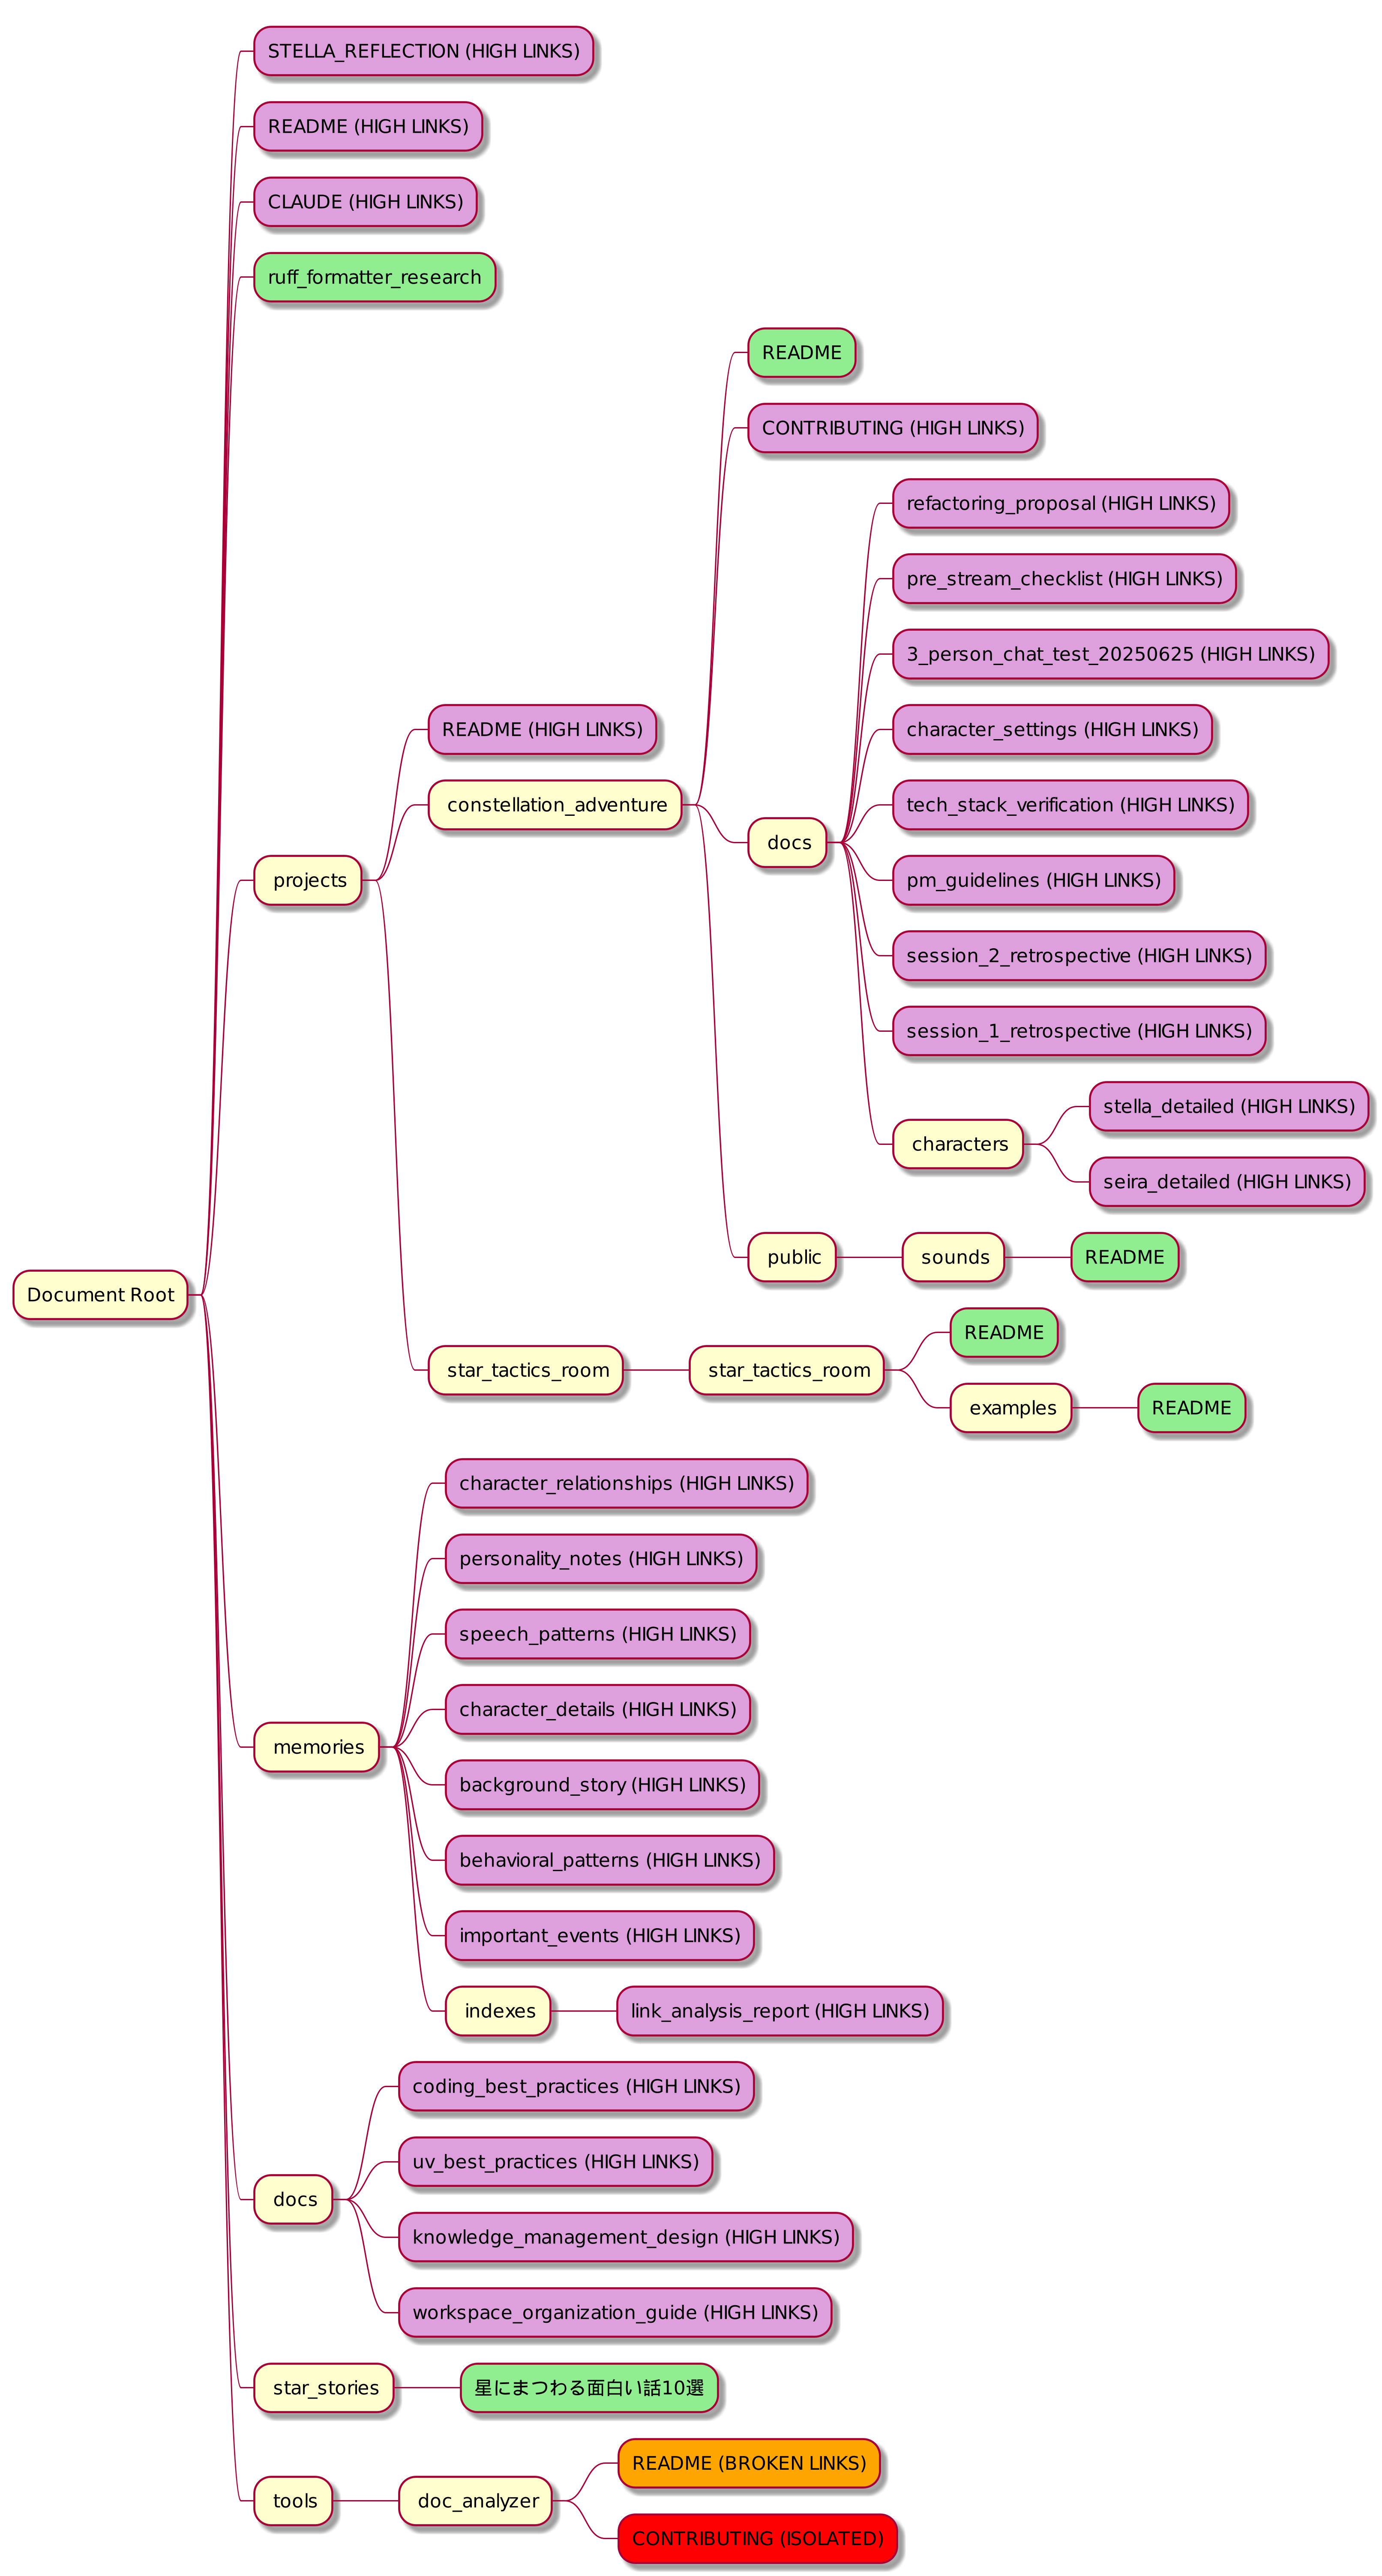 STELLA_REFLECTION (HIGH LINKS)
README (HIGH LINKS)
CLAUDE (HIGH LINKS)
ruff_formatter_research
README
CONTRIBUTING (HIGH LINKS)
refactoring_proposal (HIGH LINKS)
pre_stream_checklist (HIGH LINKS)
3_person_chat_test_20250625 (HIGH LINKS)
README (HIGH LINKS)
character_settings (HIGH LINKS)
constellation_adventure
tech_stack_verification (HIGH LINKS)
docs
projects
pm_guidelines (HIGH LINKS)
session_2_retrospective (HIGH LINKS)
session_1_retrospective (HIGH LINKS)
stella_detailed (HIGH LINKS)
characters
seira_detailed (HIGH LINKS)
public
sounds
README
Document Root
README
star_tactics_room
star_tactics_room
examples
README
character_relationships (HIGH LINKS)
personality_notes (HIGH LINKS)
speech_patterns (HIGH LINKS)
character_details (HIGH LINKS)
memories
background_story (HIGH LINKS)
behavioral_patterns (HIGH LINKS)
important_events (HIGH LINKS)
indexes
link_analysis_report (HIGH LINKS)
coding_best_practices (HIGH LINKS)
uv_best_practices (HIGH LINKS)
docs
knowledge_management_design (HIGH LINKS)
workspace_organization_guide (HIGH LINKS)
star_stories
星にまつわる面白い話10選
README (BROKEN LINKS)
tools
doc_analyzer
CONTRIBUTING (ISOLATED)